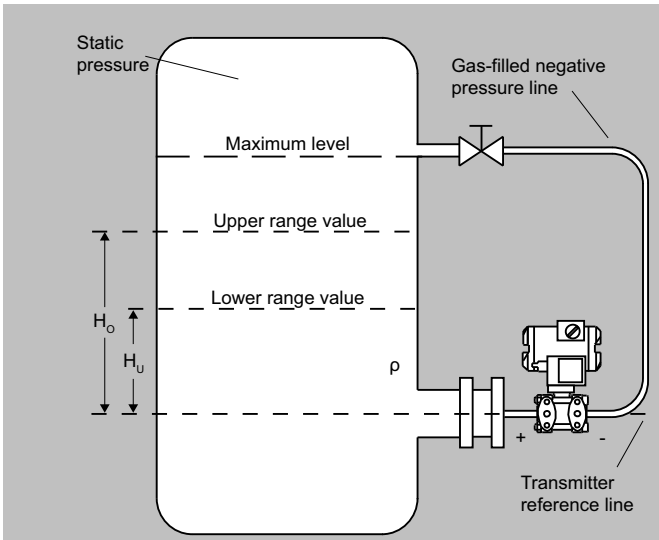 Static
pressure
Gas-filled negative
pressure line
Maximum level
Upper range value
Lower range value
H_O
H_U
ρ
+ -
Transmitter
reference line